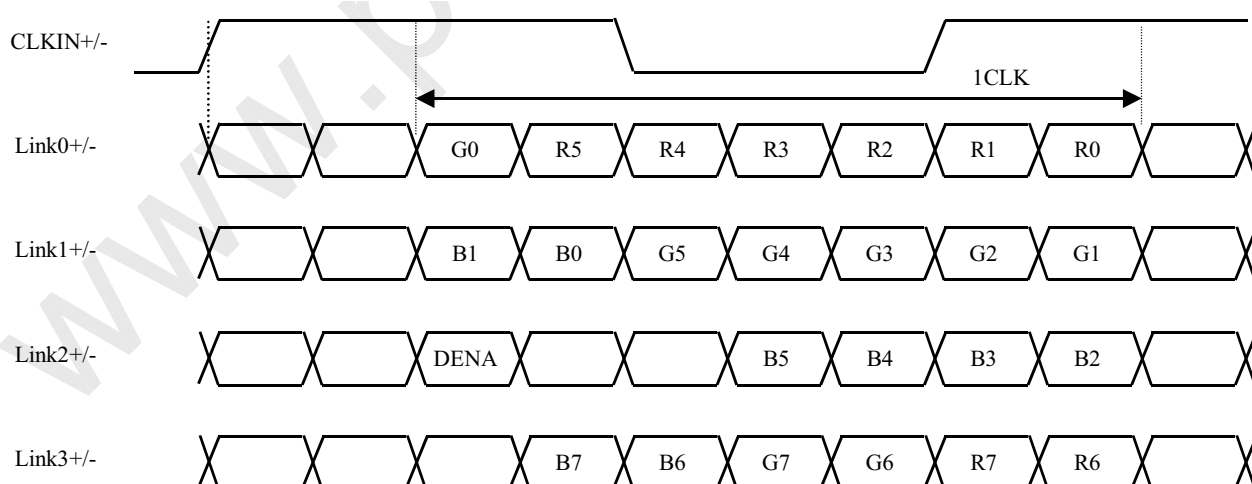 CLKIN+/-
1CLK
Link0+/- G0 R5 R4 R3 R2 R1 R0
Link1+/- B1 B0 G5 G4 G3 G2 G1
Link2+/- DENA B5 B4 B3 B2
Link3+/- B7 B6 G7 G6 R7 R6
www.p